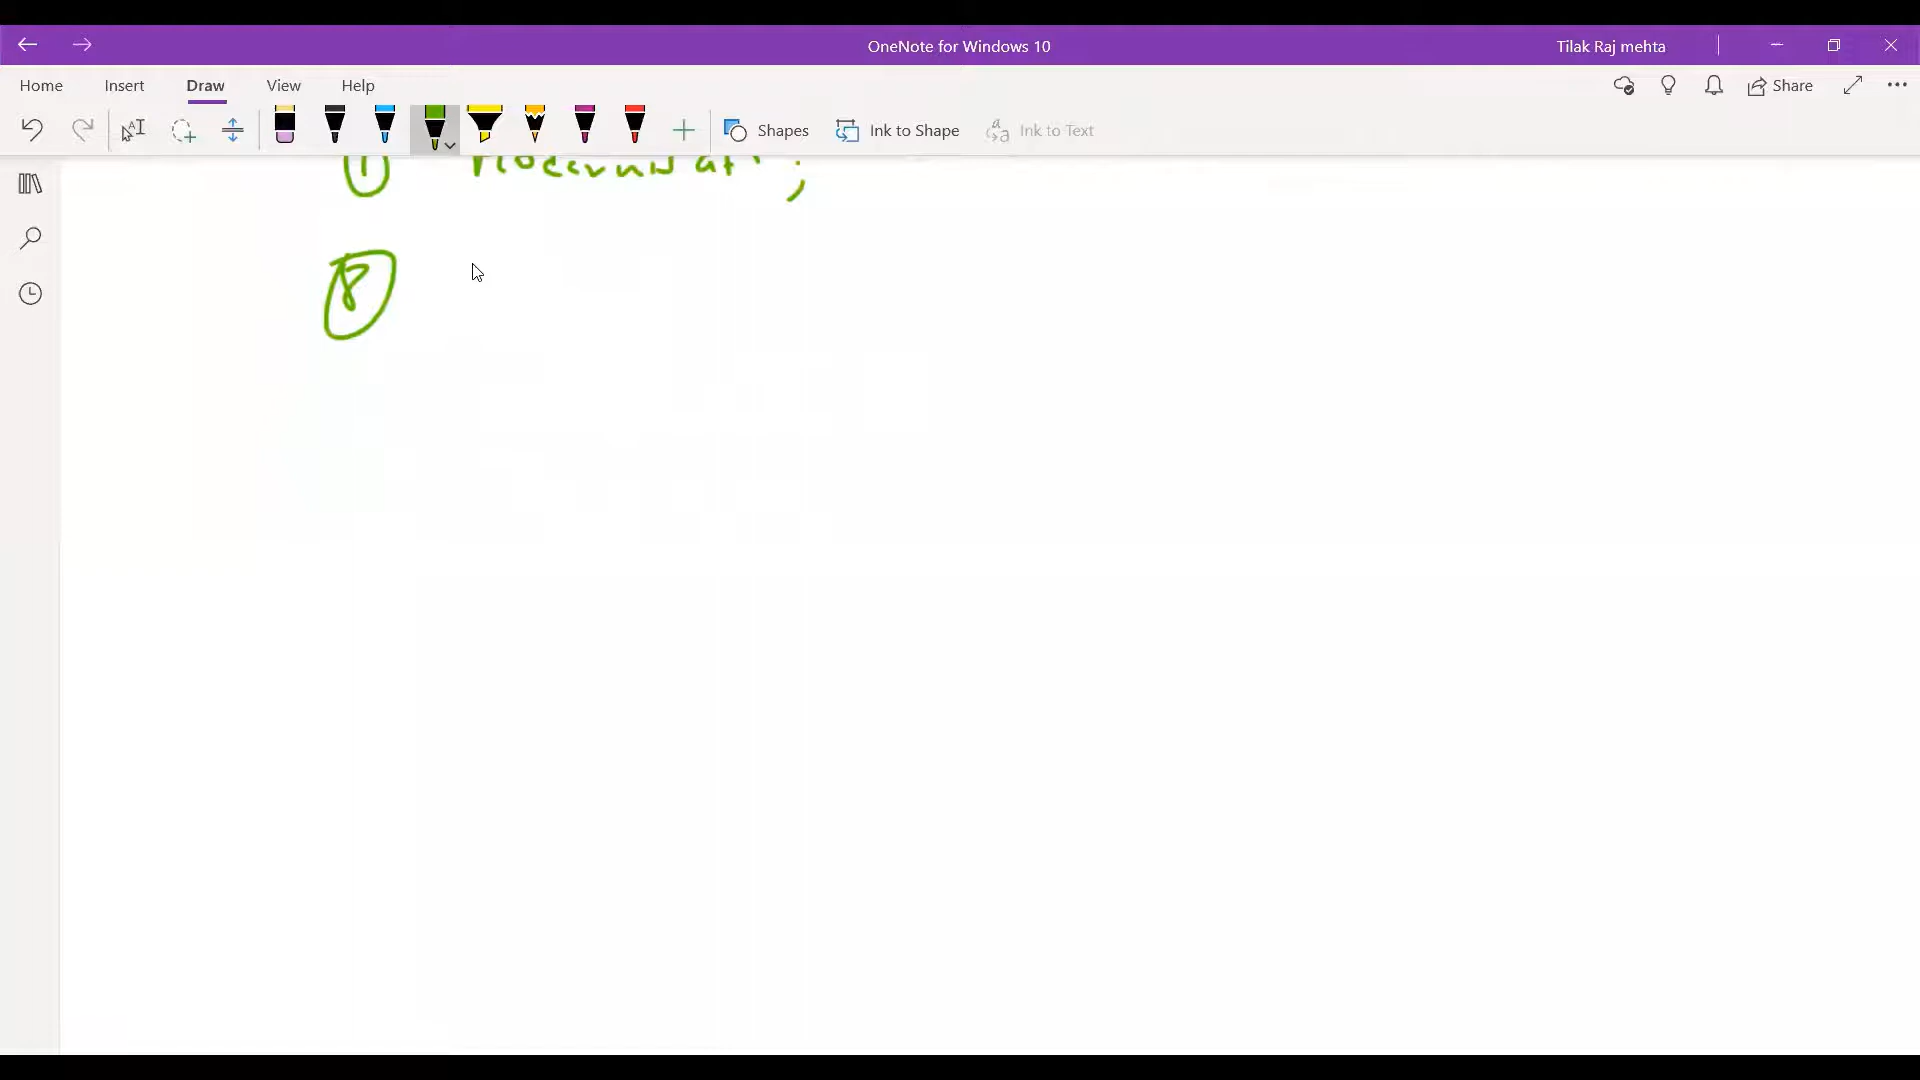 OneNote for Windows 10
Tilak Raj mehta
Home Insert Draw View Help
Share
Shapes Ink to Shape Ink to Text
8